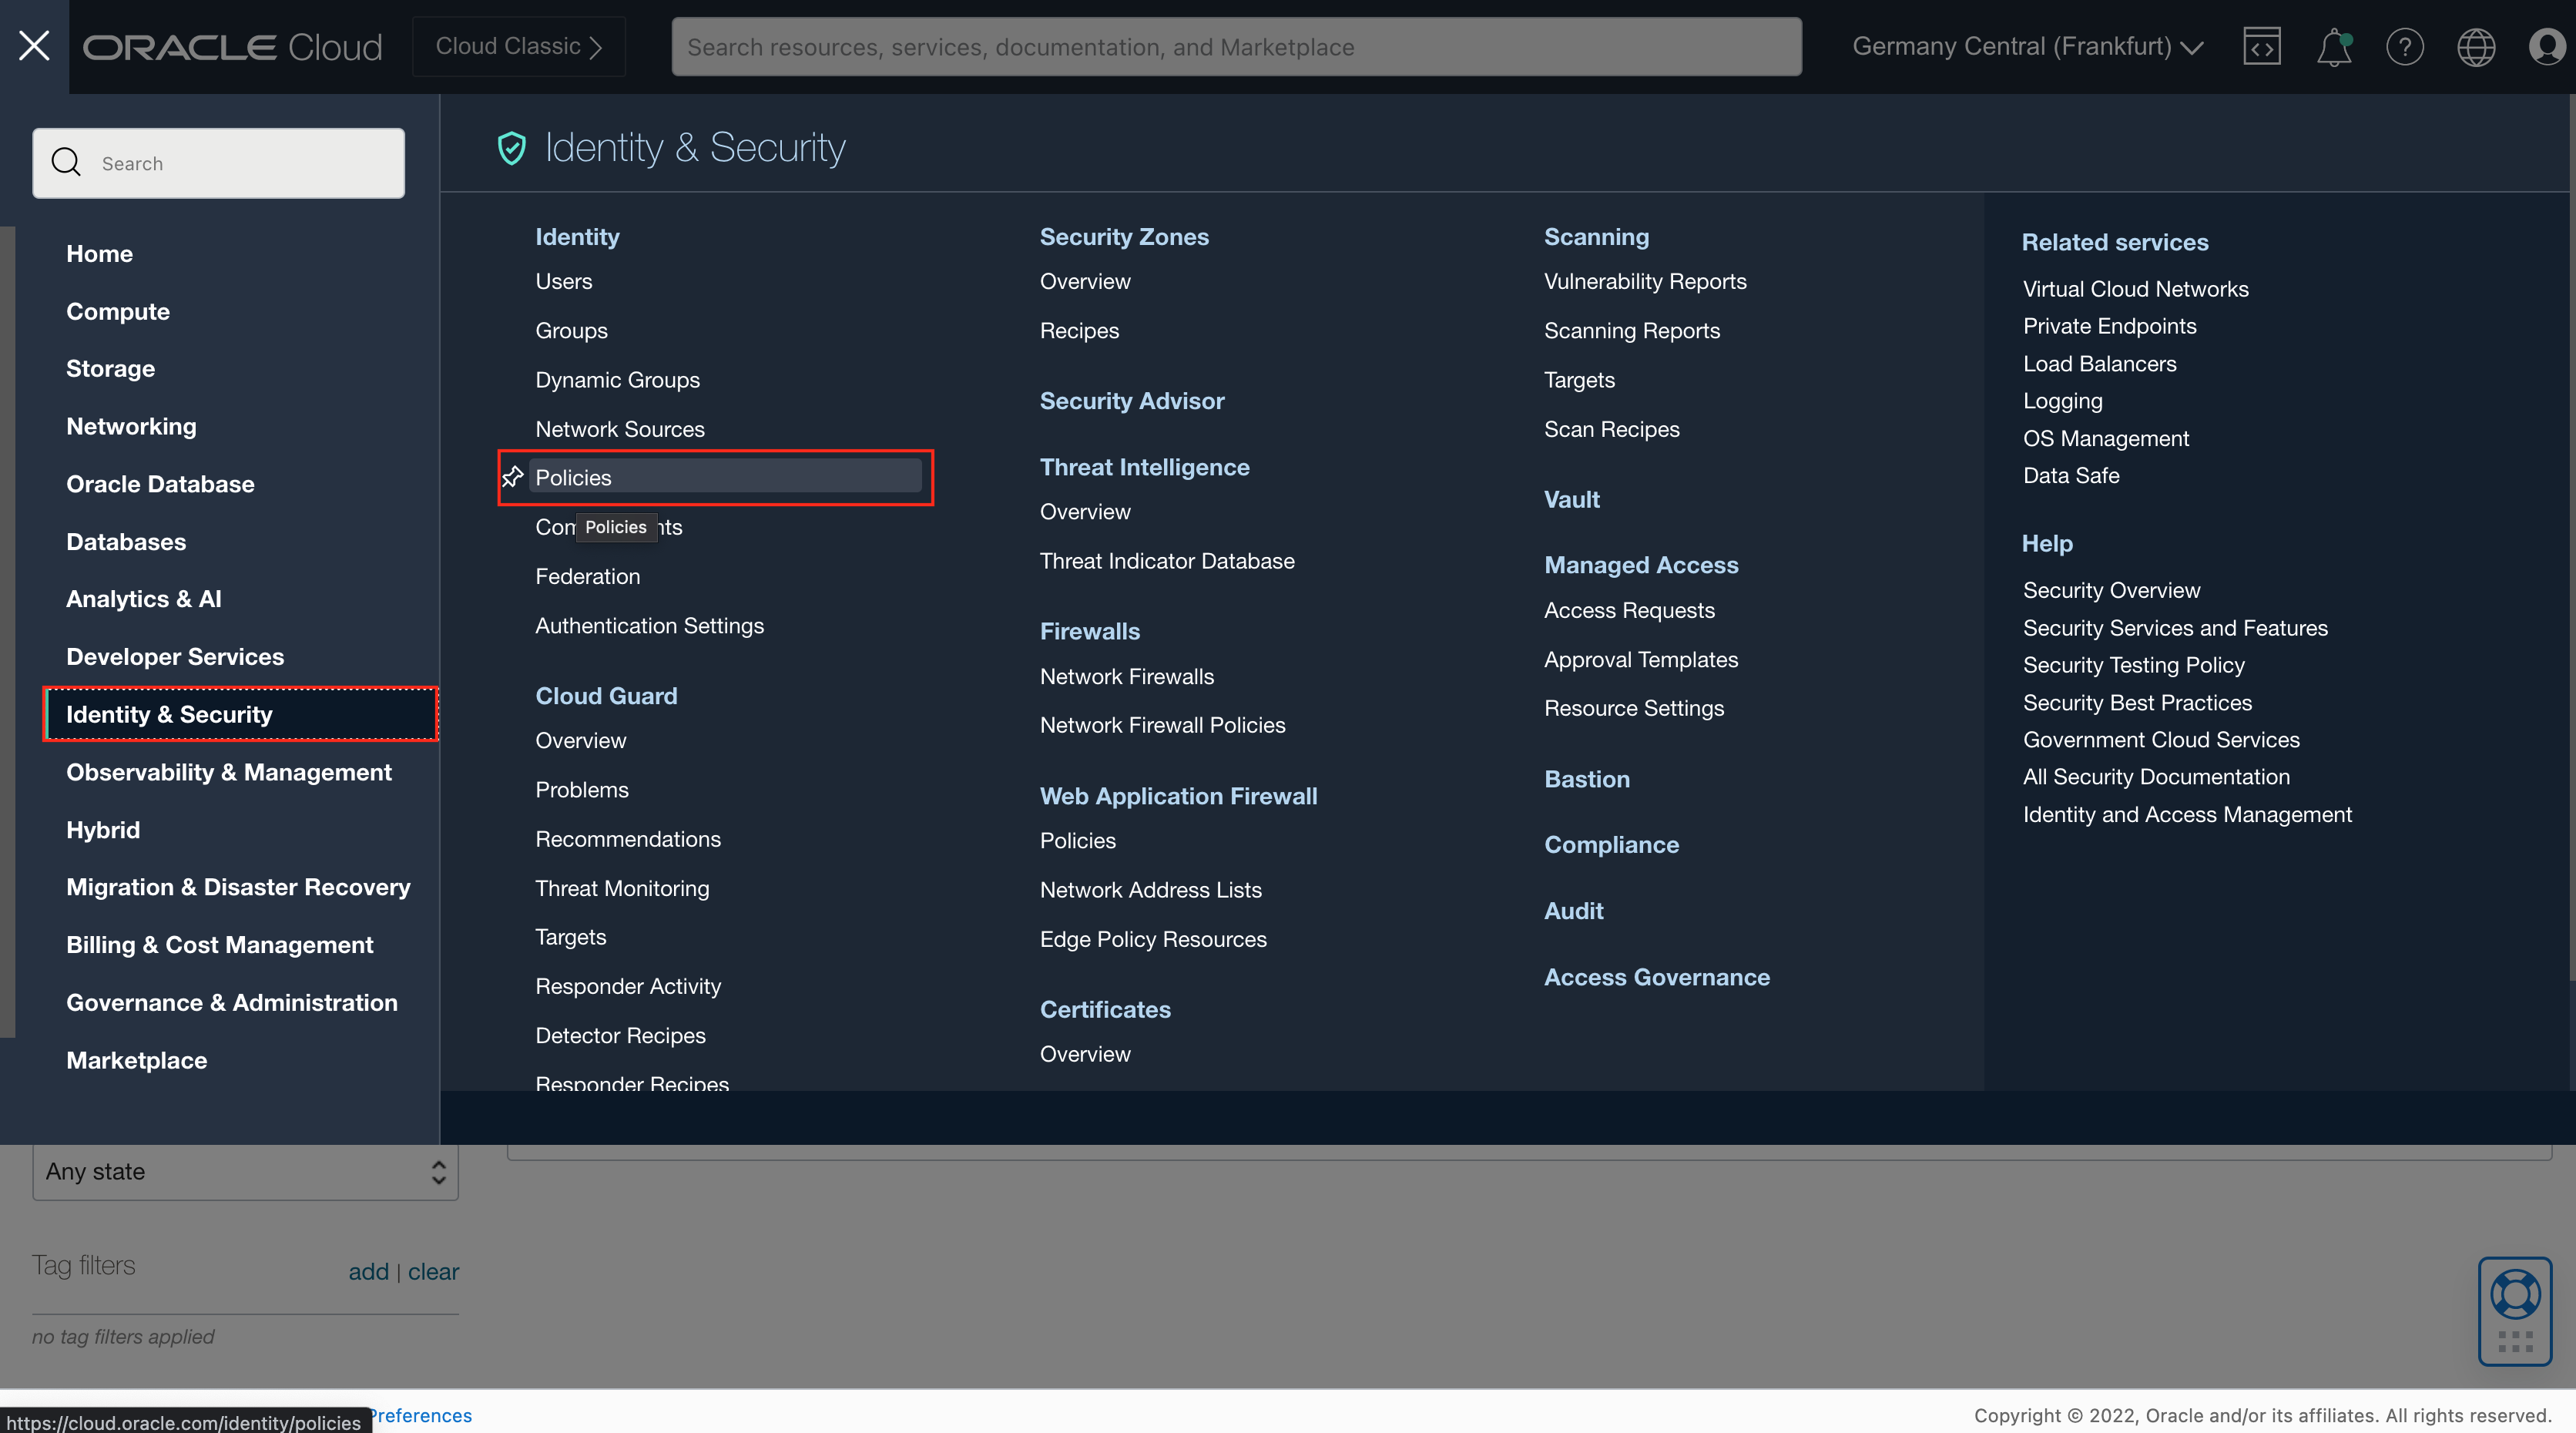 ORACLE Cloud
Cloud Classic
Search resources, services, documentation, and Marketplace
Germany Central (Frankfurt)
Search
Home
Compute
Storage
Networking
Oracle Database
Databases
Analytics & AI
Developer Services
Identity & Security
Observability & Management
Hybrid
Migration & Disaster Recovery
Billing & Cost Management
Governance & Administration
Marketplace
Identity & Security
Identity
Users
Groups
Dynamic Groups
Network Sources
Policies
Policies
Federation
Authentication Settings
Cloud Guard
Overview
Problems
Recommendations
Threat Monitoring
Targets
Responder Activity
Detector Recipes
Responder Recipes
Security Zones
Overview
Recipes
Security Advisor
Threat Intelligence
Overview
Threat Indicator Database
Firewalls
Network Firewalls
Network Firewall Policies
Web Application Firewall
Policies
Network Address Lists
Edge Policy Resources
Certificates
Overview
Scanning
Vulnerability Reports
Scanning Reports
Targets
Scan Recipes
Vault
Managed Access
Access Requests
Approval Templates
Resource Settings
Bastion
Compliance
Audit
Access Governance
Related services
Virtual Cloud Networks
Private Endpoints
Load Balancers
Logging
OS Management
Data Safe
Help
Security Overview
Security Services and Features
Security Testing Policy
Security Best Practices
Government Cloud Services
All Security Documentation
Identity and Access Management
Any state
Tag filters
add | clear
no tag filters applied
https://cloud.oracle.com/identity/policies
Preferences
Copyright © 2022, Oracle and/or its affiliates. All rights reserved.